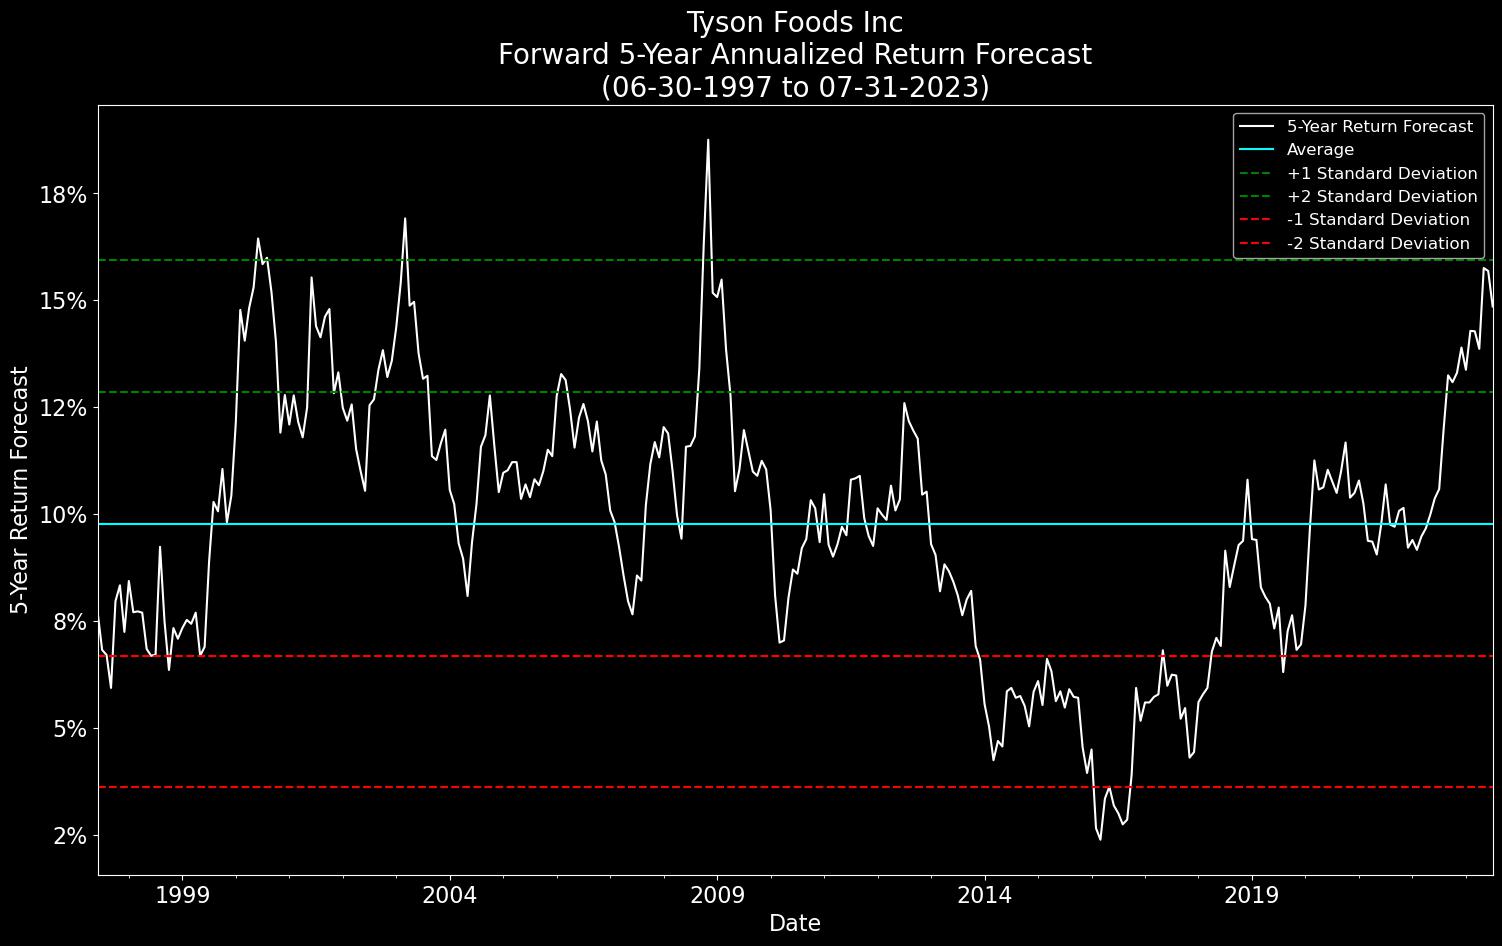 Tyson Foods Inc
Forward 5-Year Annualized Return Forecast
(06-30-1997 to 07-31-2023)
5-Year Return Forecast
Average
+1 Standard Deviation
+2 Standard Deviation
-1 Standard Deviation
-2 Standard Deviation
18%
15%
12%
10%
8%
5%
2%
5-Year Return Forecast
1999
2004
2009
2014
2019
Date